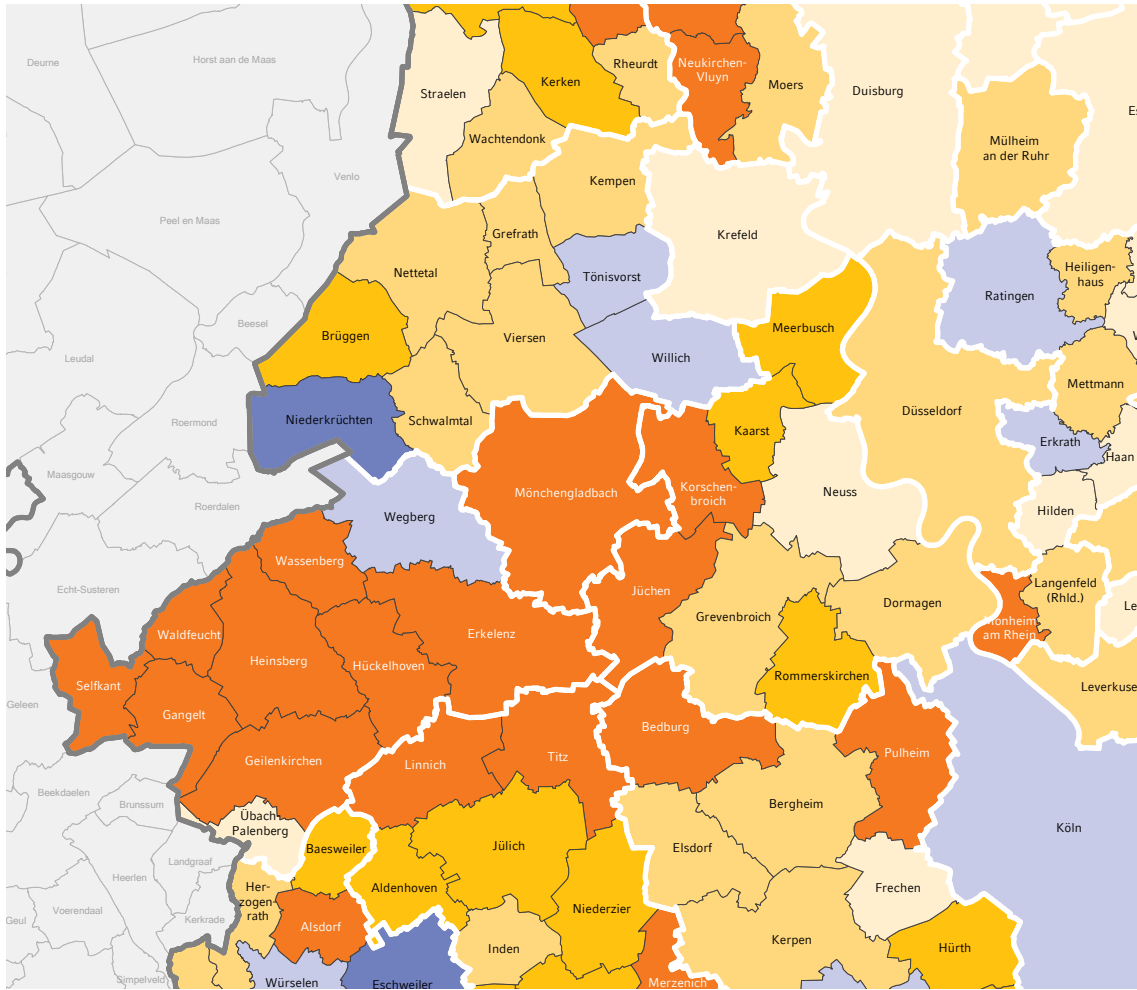 Deurne
Horst aan de Maas
Venlo
Peel en Maas
Beesel
Leudal
Roermond
Maasgouw
Roerdalen
Echt-Susteren
Geleen
Beekdaelen
Brunssum
Landgraaf
Heerlen
Voerendaal
Geul
Kerkrade
Simpelveld
Straelen
Kerken
Rheurdt
Neukirchen-
Vluyn
Moers
Duisburg
Es
Mülheim
an der Ruhr
Wachtendonk
Kempen
Krefeld
Grefrath
Nettetal
Tönisvorst
Ratingen
Heiligen-
haus
Brüggen
Viersen
Willich
Meerbusch
Mettmann
Niederkrüchten
Schwalmtal
Kaarst
Düsseldorf
Erkrath
Haan
Mönchengladbach
Korschen-
broich
Neuss
Hilden
Wegberg
Wassenberg
Jüchen
Grevenbroich
Dormagen
Langenfeld
(Rhld.)
Le
Monheim
am Rhein
Waldfeucht
Erkelenz
Heinsberg
Hückelhoven
Rommerskirchen
Selfkant
Gangelt
Leverkuse
Bedburg
Pulheim
Geilenkirchen
Linnich
Titz
Bergheim
Übach-
Palenberg
Baesweiler
Jülich
Elsdorf
Köln
Her-
zogen
rath
Aldenhoven
Frechen
Alsdorf
Niederzier
Kerpen
Inden
Hürth
Würselen
Eschweiler
Merzenich